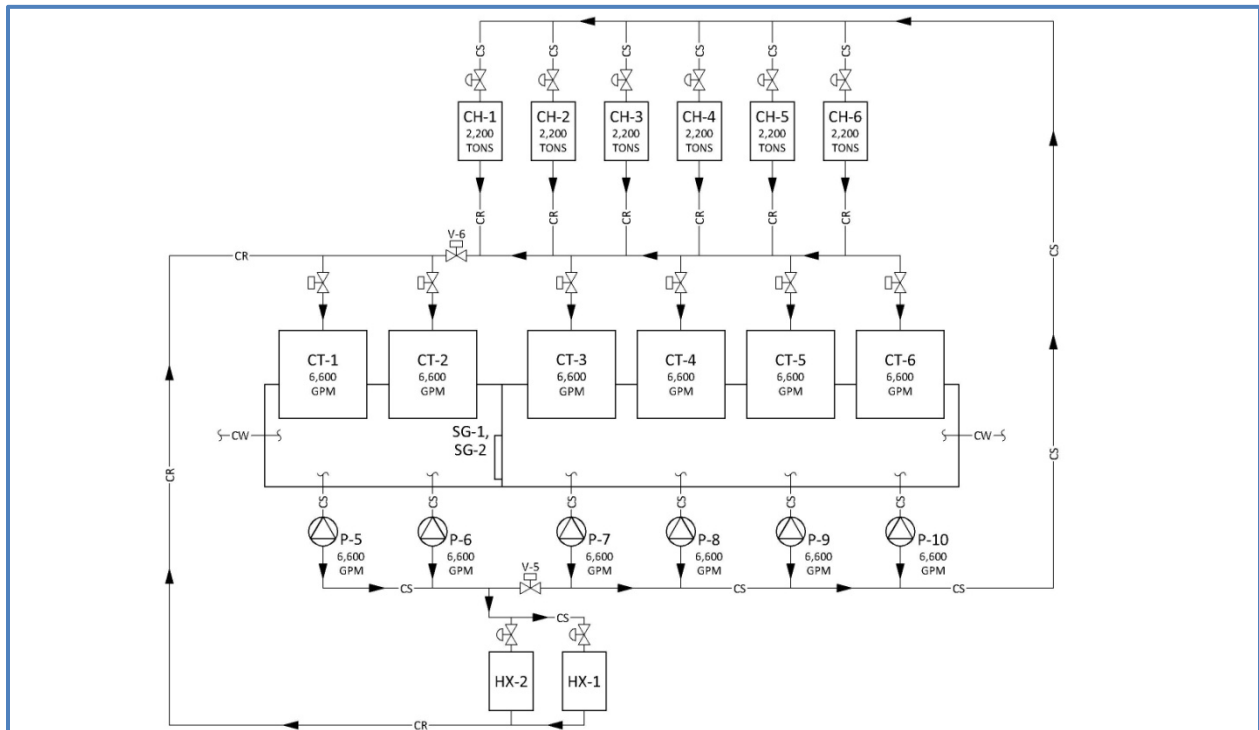 CS CS CS CS CS CS
CH-1 CH-2 CH-3 CH-4 CH-5 CH-6
2,200 2,200 2,200 2,200 2,200 2,200
TONS TONS TONS TONS TONS TONS
CR CR CR CR CR CR
CS
V-6
CR
CT-1 CT-2 CT-3 CT-4 CT-5 CT-6
6,600 6,600 6,600 6,600 6,600 6,600
GPM GPM GPM GPM GPM GPM
SG-1,
SG-2
CW CW
CR
CS
CS CS CS CS CS CS
P-5 P-6 P-7 P-8 P-9 P-10
6,600 6,600 6,600 6,600 6,600 6,600
GPM GPM GPM GPM GPM GPM
V-5
CS CS CS CS
CS
HX-2 HX-1
CR